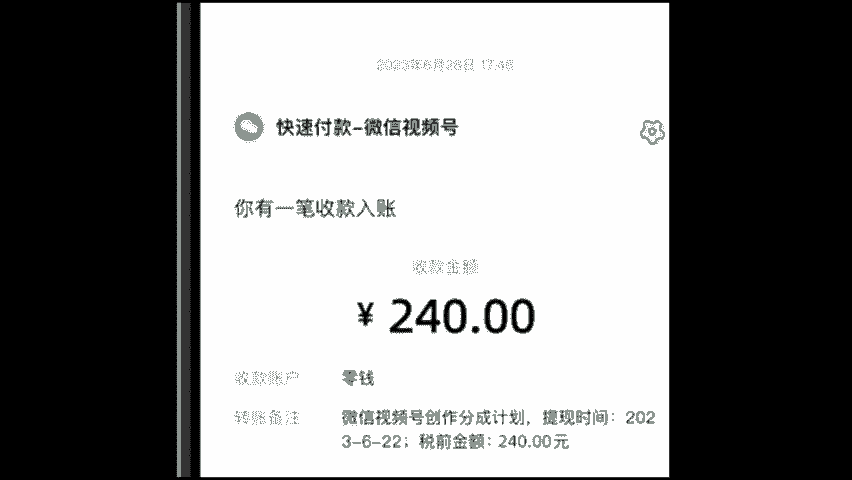 2023年6月28日 17:46
快速付款-微信视频号
你有一笔收款入账
收款金额
¥ 240.00
收款账户 零钱
转账备注 微信视频号创作分成计划，提现时间：202
3-6-22；税前金额：240.00元